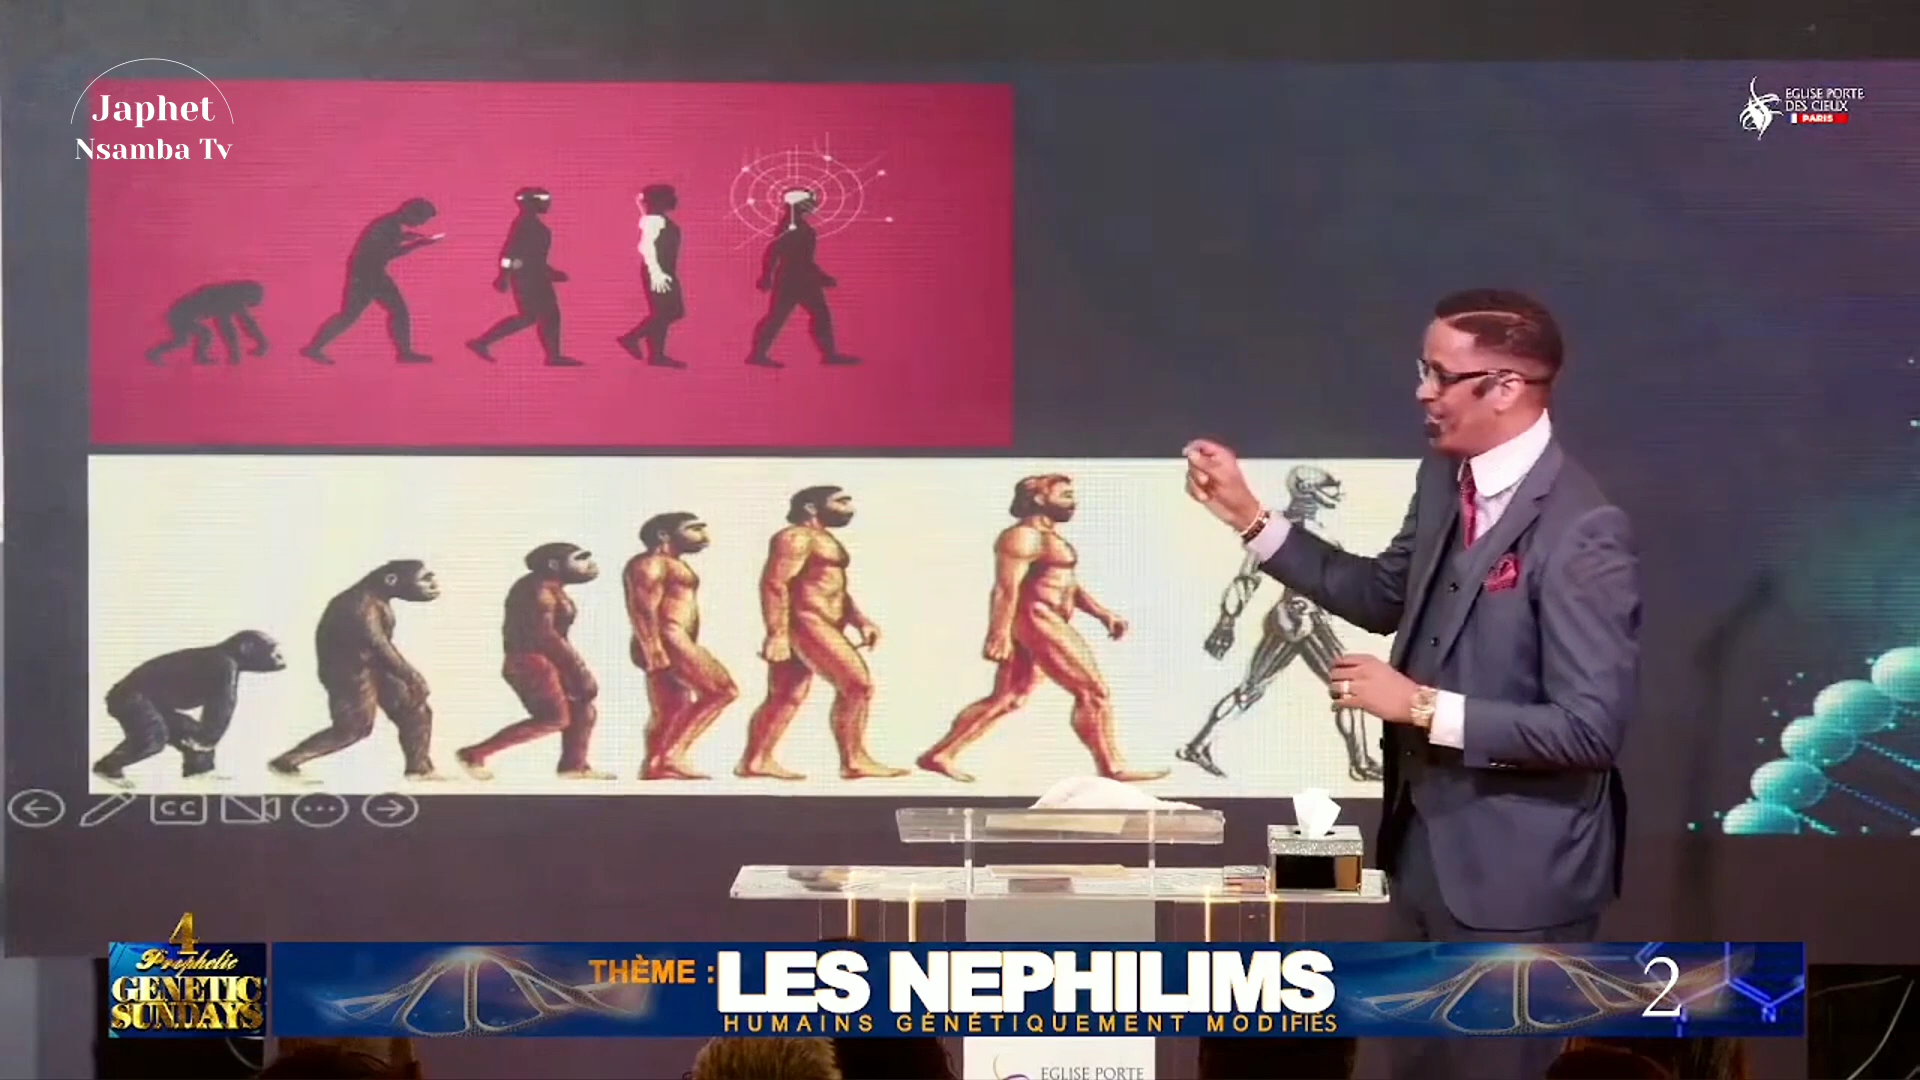 Japhet
Nsamba Tv
EGLISE PORTE
DES CIEUX
PARIS
CC
4
Prophetic
GENETIC
SUNDAYS
THÈME :
LES NEPHILIMS
HUMAINS GÉNÉTIQUEMENT MODIFIÉS
2
EGLISE PORTE